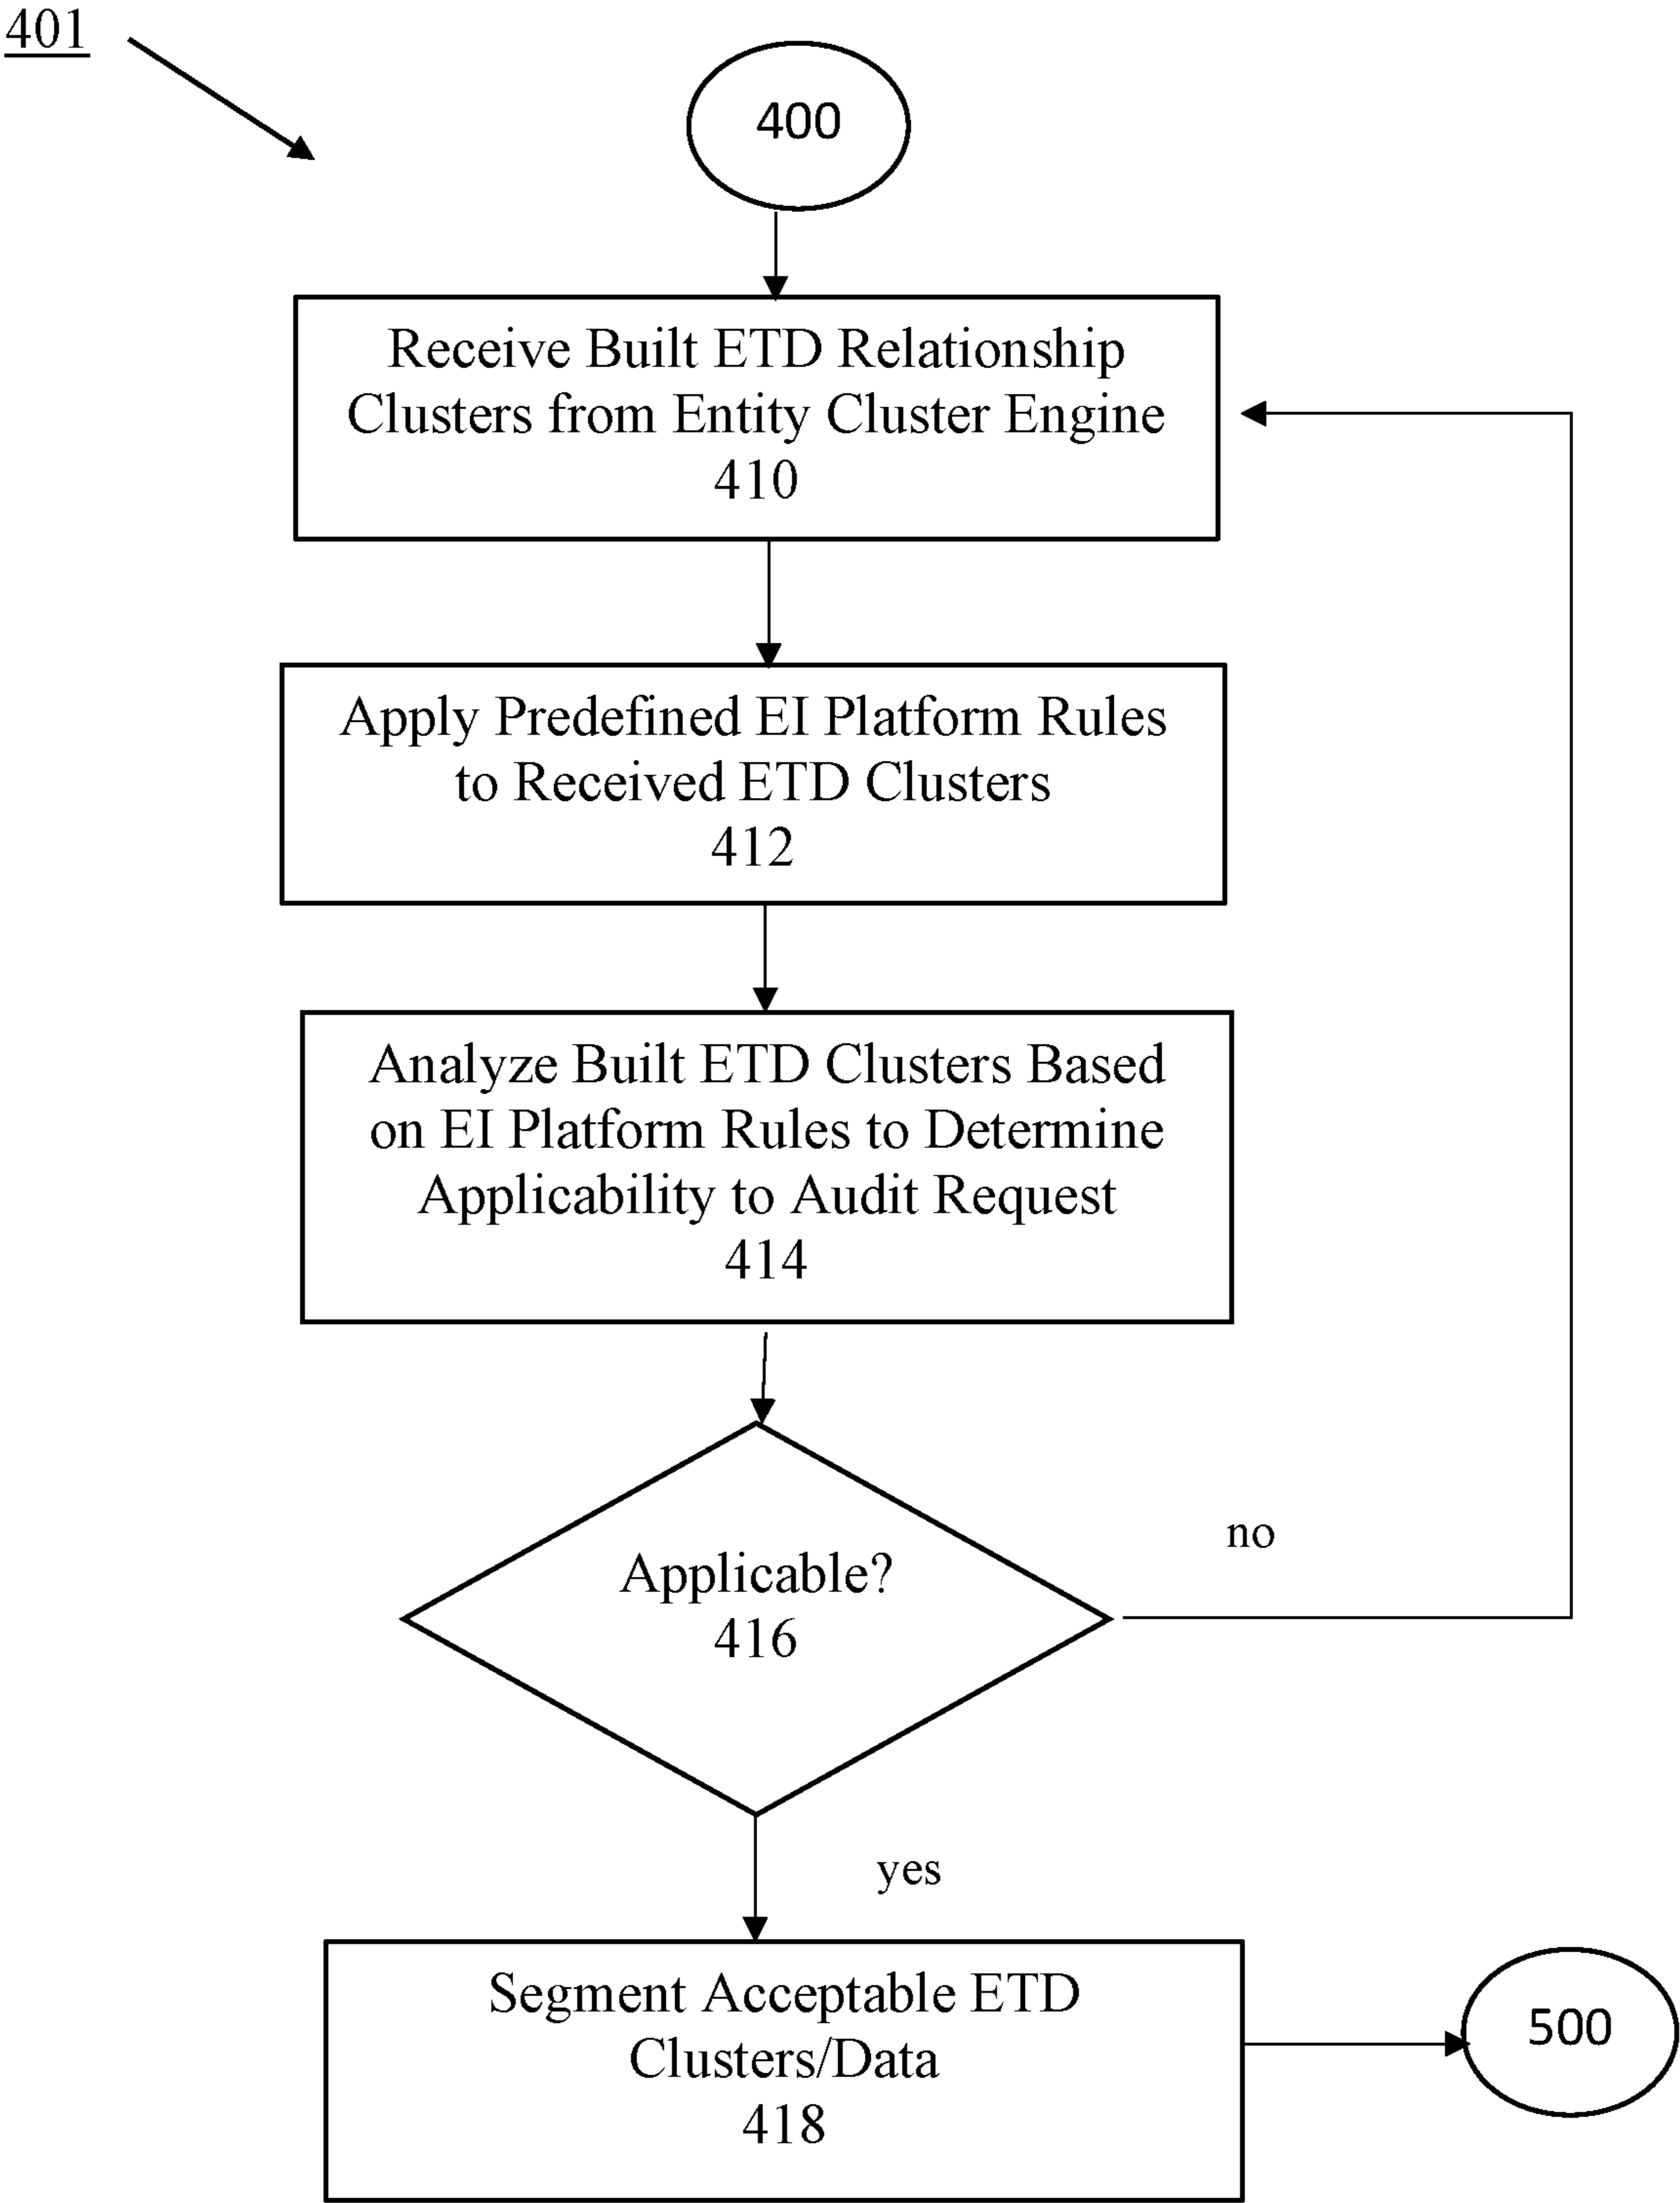 401
400
Receive Built ETD Relationship
Clusters from Entity Cluster Engine
410
Apply Predefined EI Platform Rules
to Received ETD Clusters
412
Analyze Built ETD Clusters Based
on EI Platform Rules to Determine
Applicability to Audit Request
414
no
Applicable?
416
yes
Segment Acceptable ETD
Clusters/Data
418
500